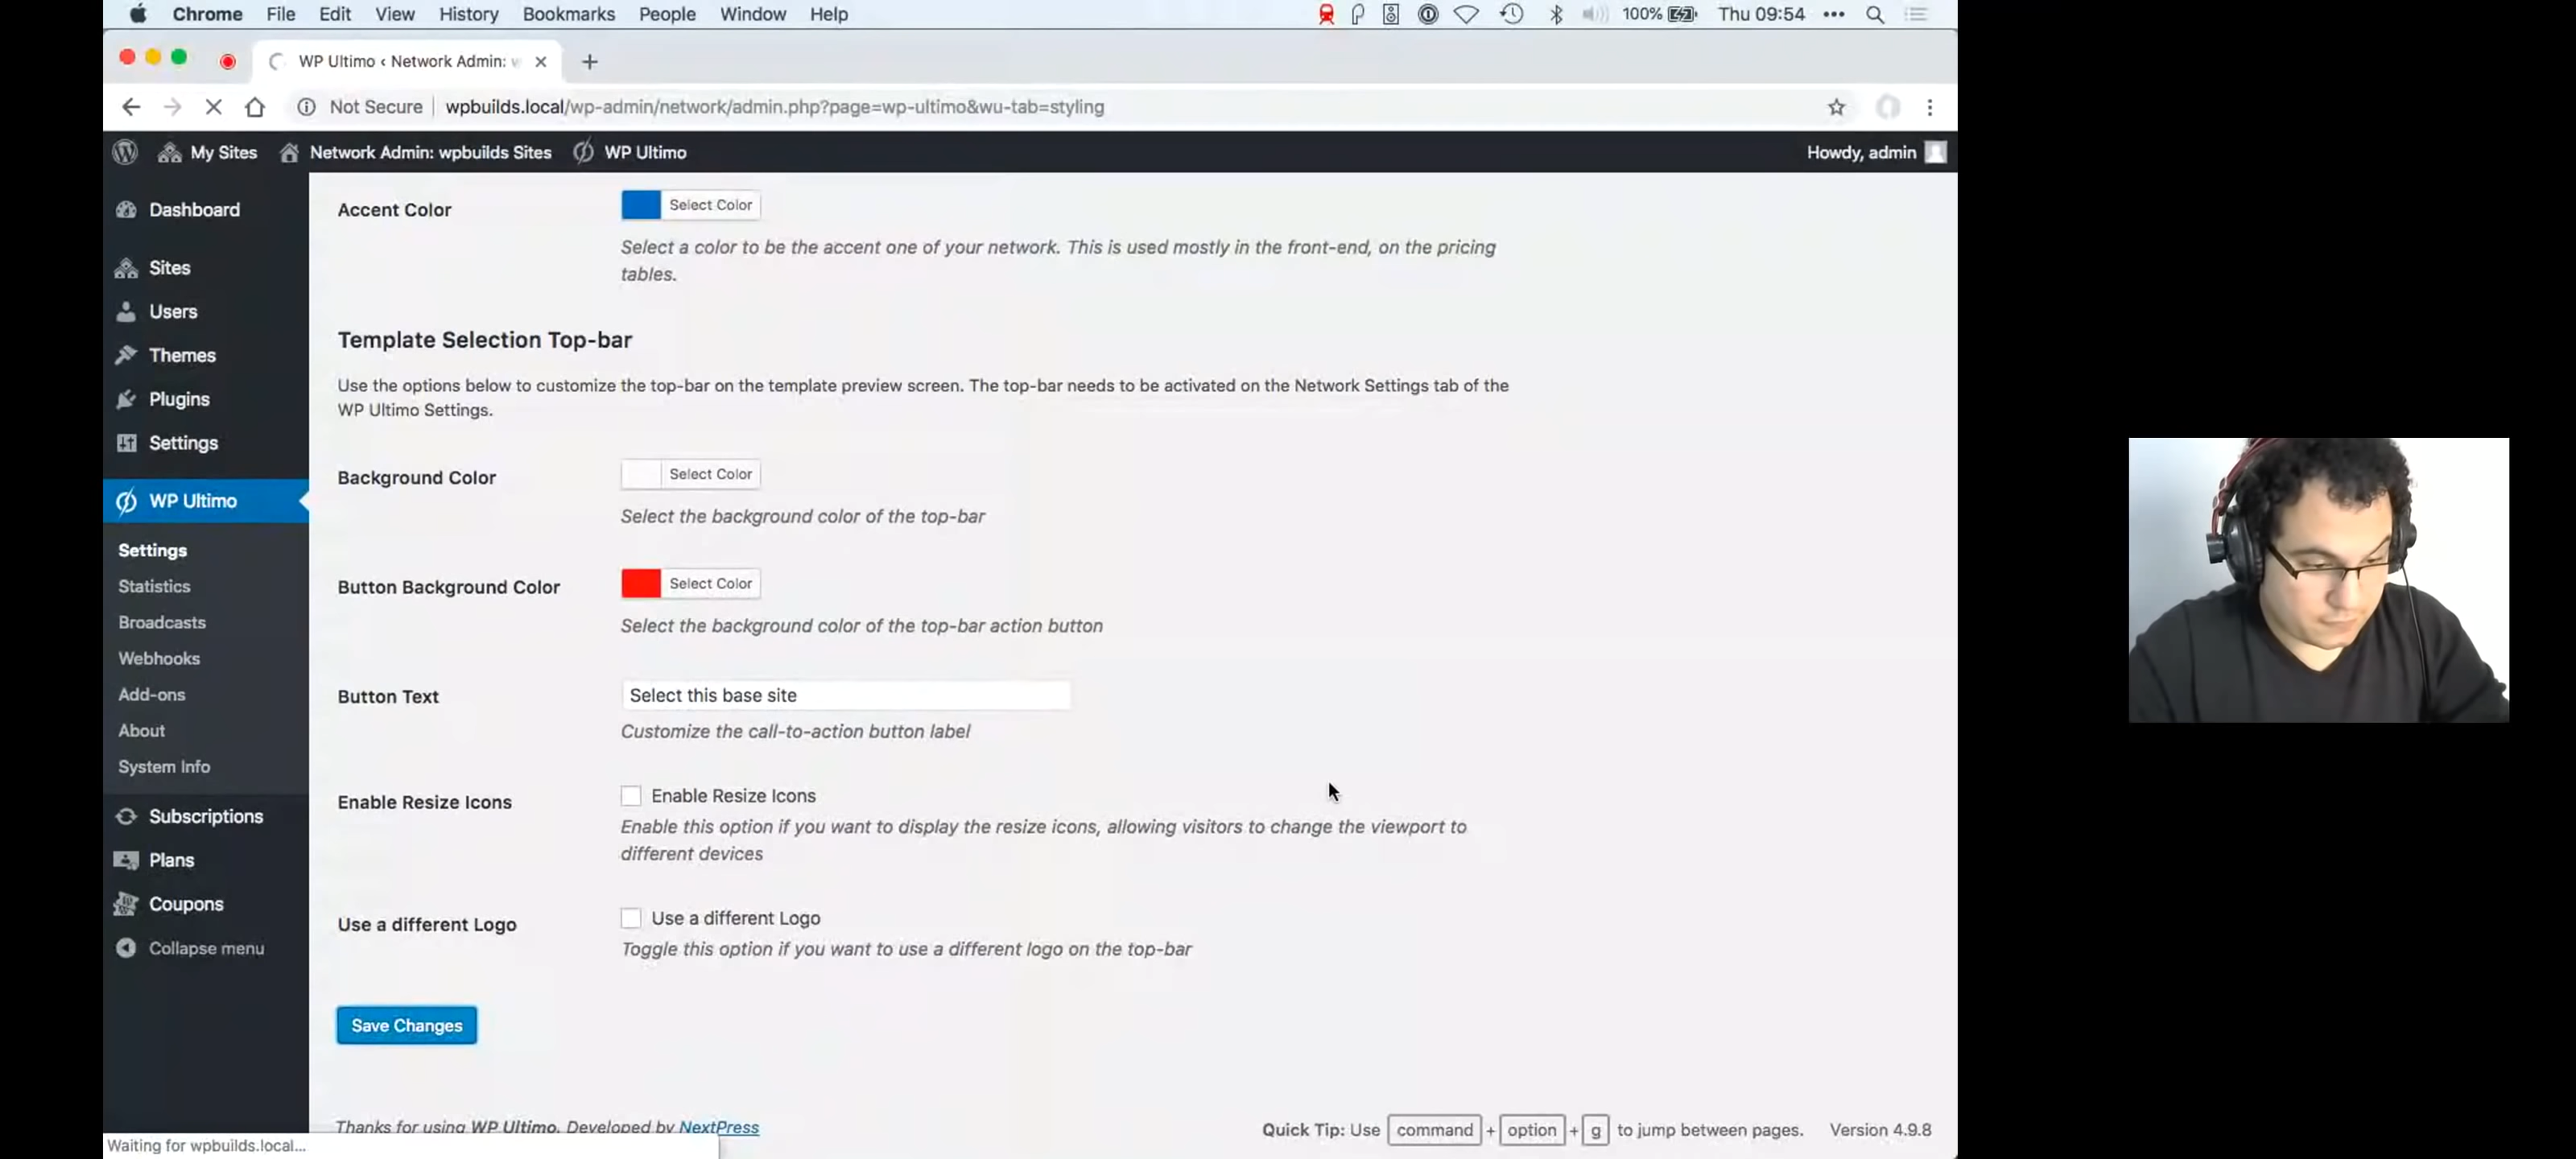 Chrome File Edit View History Bookmarks People Window Help 100% Thu 09:54
WP Ultimo ‹ Network Admin:
Not Secure wpbuilds.local/wp-admin/network/admin.php?page=wp-ultimo&wu-tab=styling
My Sites Network Admin: wpbuilds Sites WP Ultimo Howdy, admin
Dashboard
Sites
Users
Themes
Plugins
Settings
WP Ultimo
Settings
Statistics
Broadcasts
Webhooks
Add-ons
About
System Info
Subscriptions
Plans
Coupons
Collapse menu
Accent Color Select Color
Select a color to be the accent one of your network. This is used mostly in the front-end, on the pricing
tables.
Template Selection Top-bar
Use the options below to customize the top-bar on the template preview screen. The top-bar needs to be activated on the Network Settings tab of the
WP Ultimo Settings.
Background Color Select Color
Select the background color of the top-bar
Button Background Color Select Color
Select the background color of the top-bar action button
Button Text Select this base site
Customize the call-to-action button label
Enable Resize Icons Enable Resize Icons
Enable this option if you want to display the resize icons, allowing visitors to change the viewport to
different devices
Use a different Logo Use a different Logo
Toggle this option if you want to use a different logo on the top-bar
Save Changes
Thanks for using WP Ultimo. Developed by NextPress
Quick Tip: Use command + option + g to jump between pages. Version 4.9.8
Waiting for wpbuilds.local...